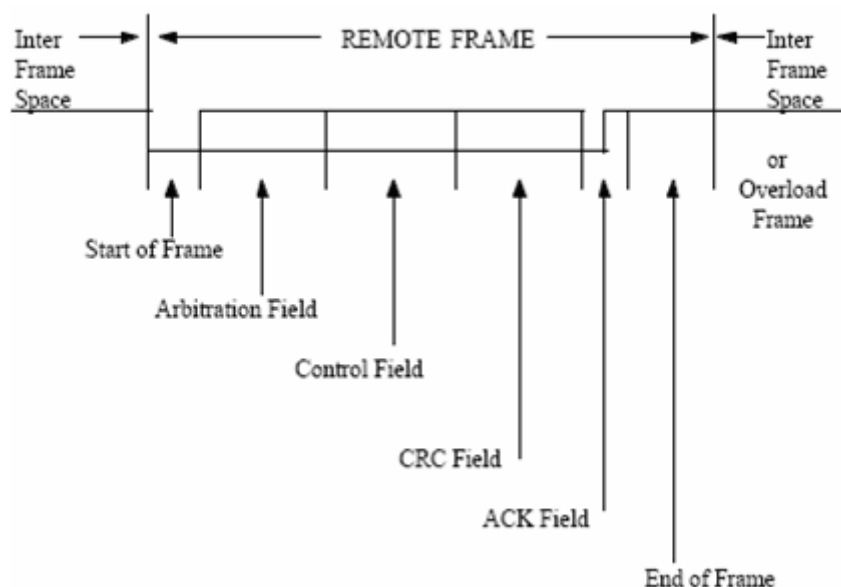 Inter
Frame
Space
REMOTE FRAME
Inter
Frame
Space
or
Overload
Frame
Start of Frame
Arbitration Field
Control Field
CRC Field
ACK Field
End of Frame